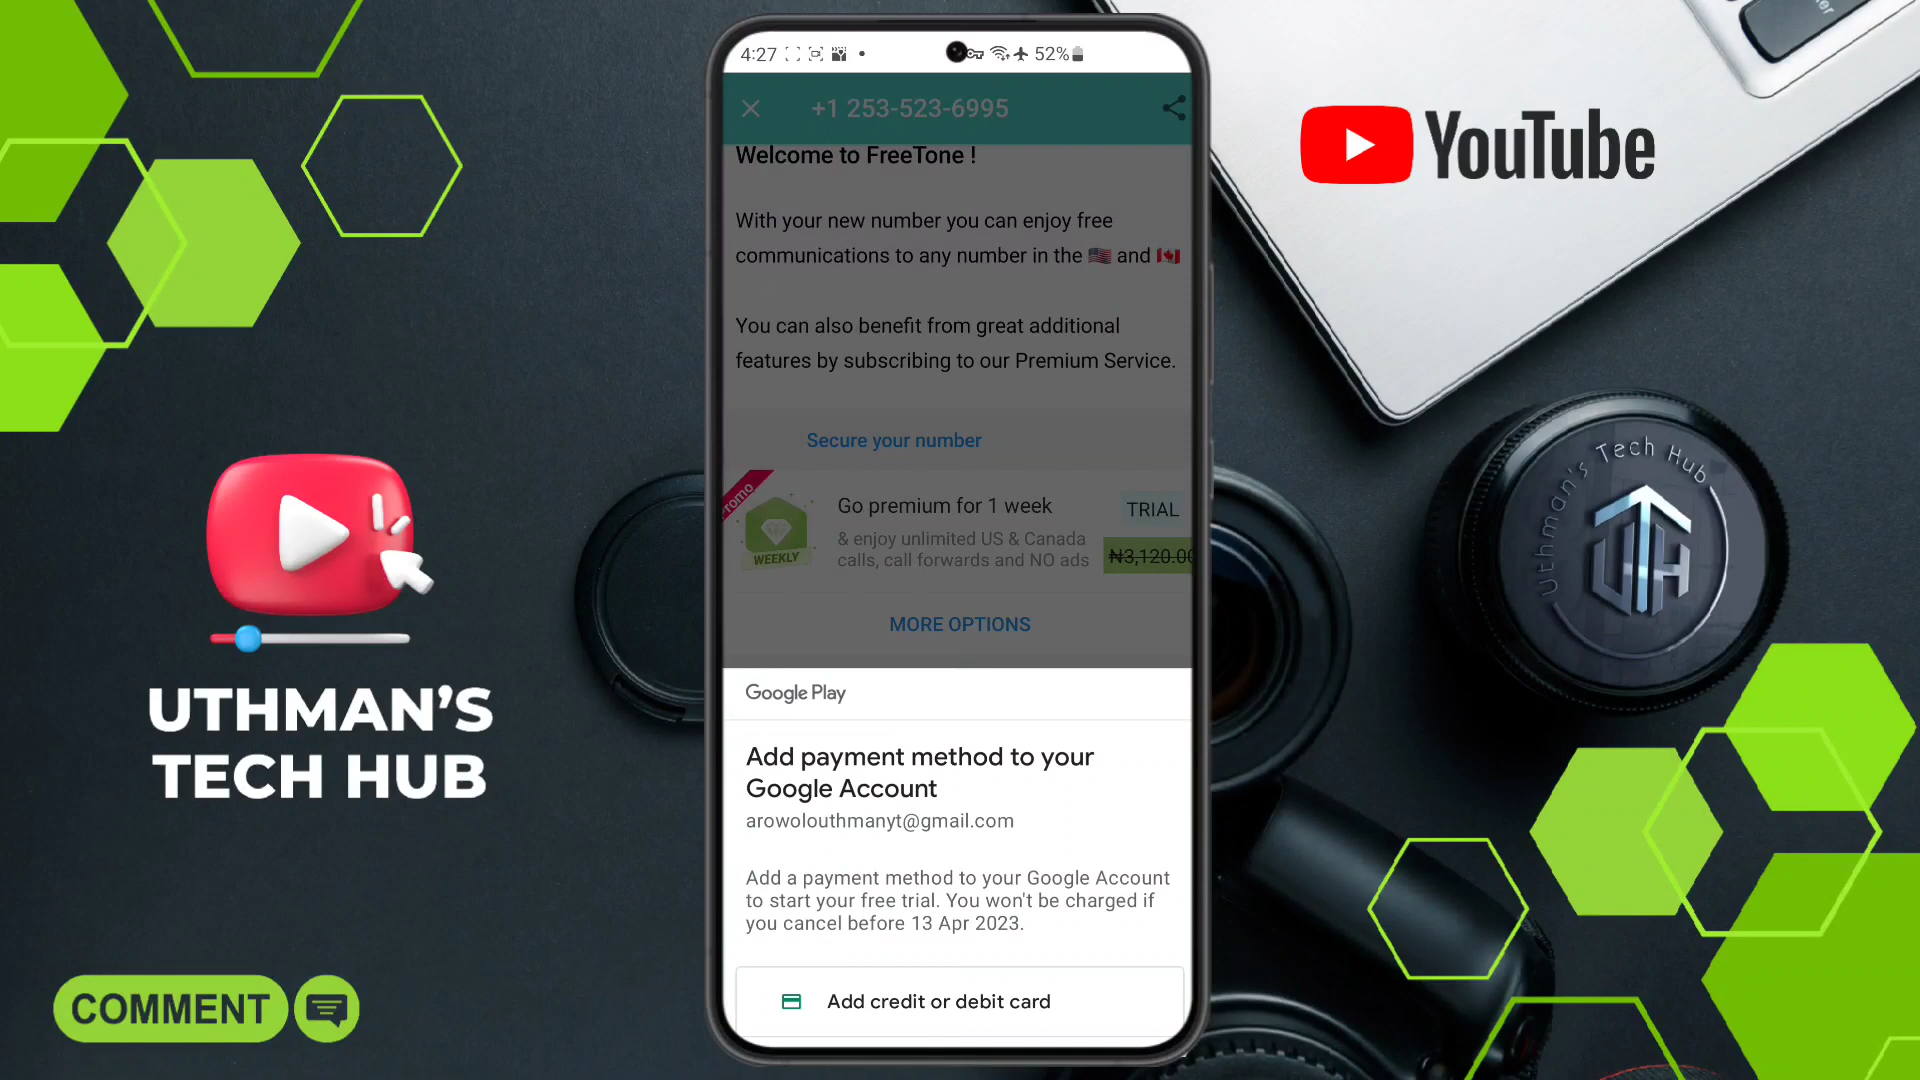 4:27
52%
+1 253-523-6995
Welcome to FreeTone !
With your new number you can enjoy free
communications to any number in the 🇺🇸 and 🇨🇦
You can also benefit from great additional
features by subscribing to our Premium Service.
Secure your number
Promo
WEEKLY
Go premium for 1 week
& enjoy unlimited US & Canada
calls, call forwards and NO ads
TRIAL
₦3,120.00
MORE OPTIONS
Google Play
Add payment method to your
Google Account
arowolouthmanyt@gmail.com
Add a payment method to your Google Account
to start your free trial. You won't be charged if
you cancel before 13 Apr 2023.
Add credit or debit card
YouTube
UTHMAN'S
TECH HUB
COMMENT
Uthman's Tech Hub
UTH